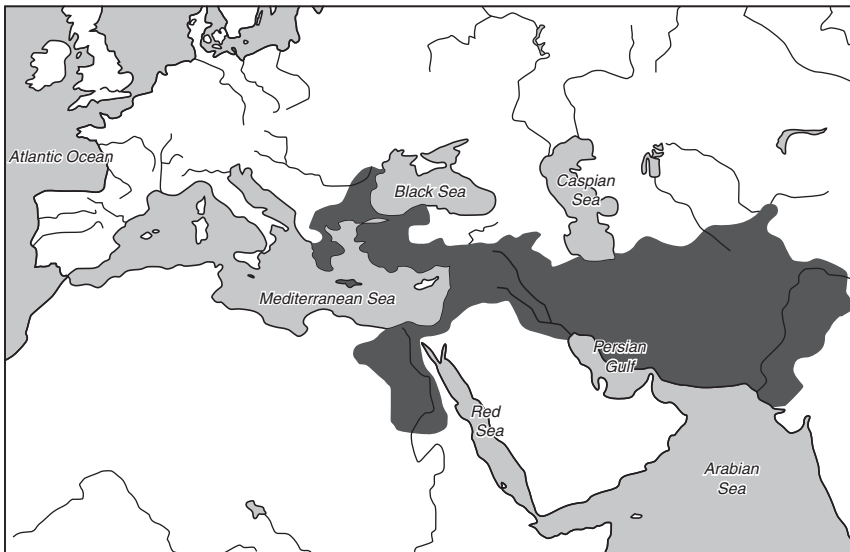 Atlantic Ocean
Black Sea
Caspian
Sea
Mediterranean Sea
Persian
Gulf
Red
Sea
Arabian
Sea